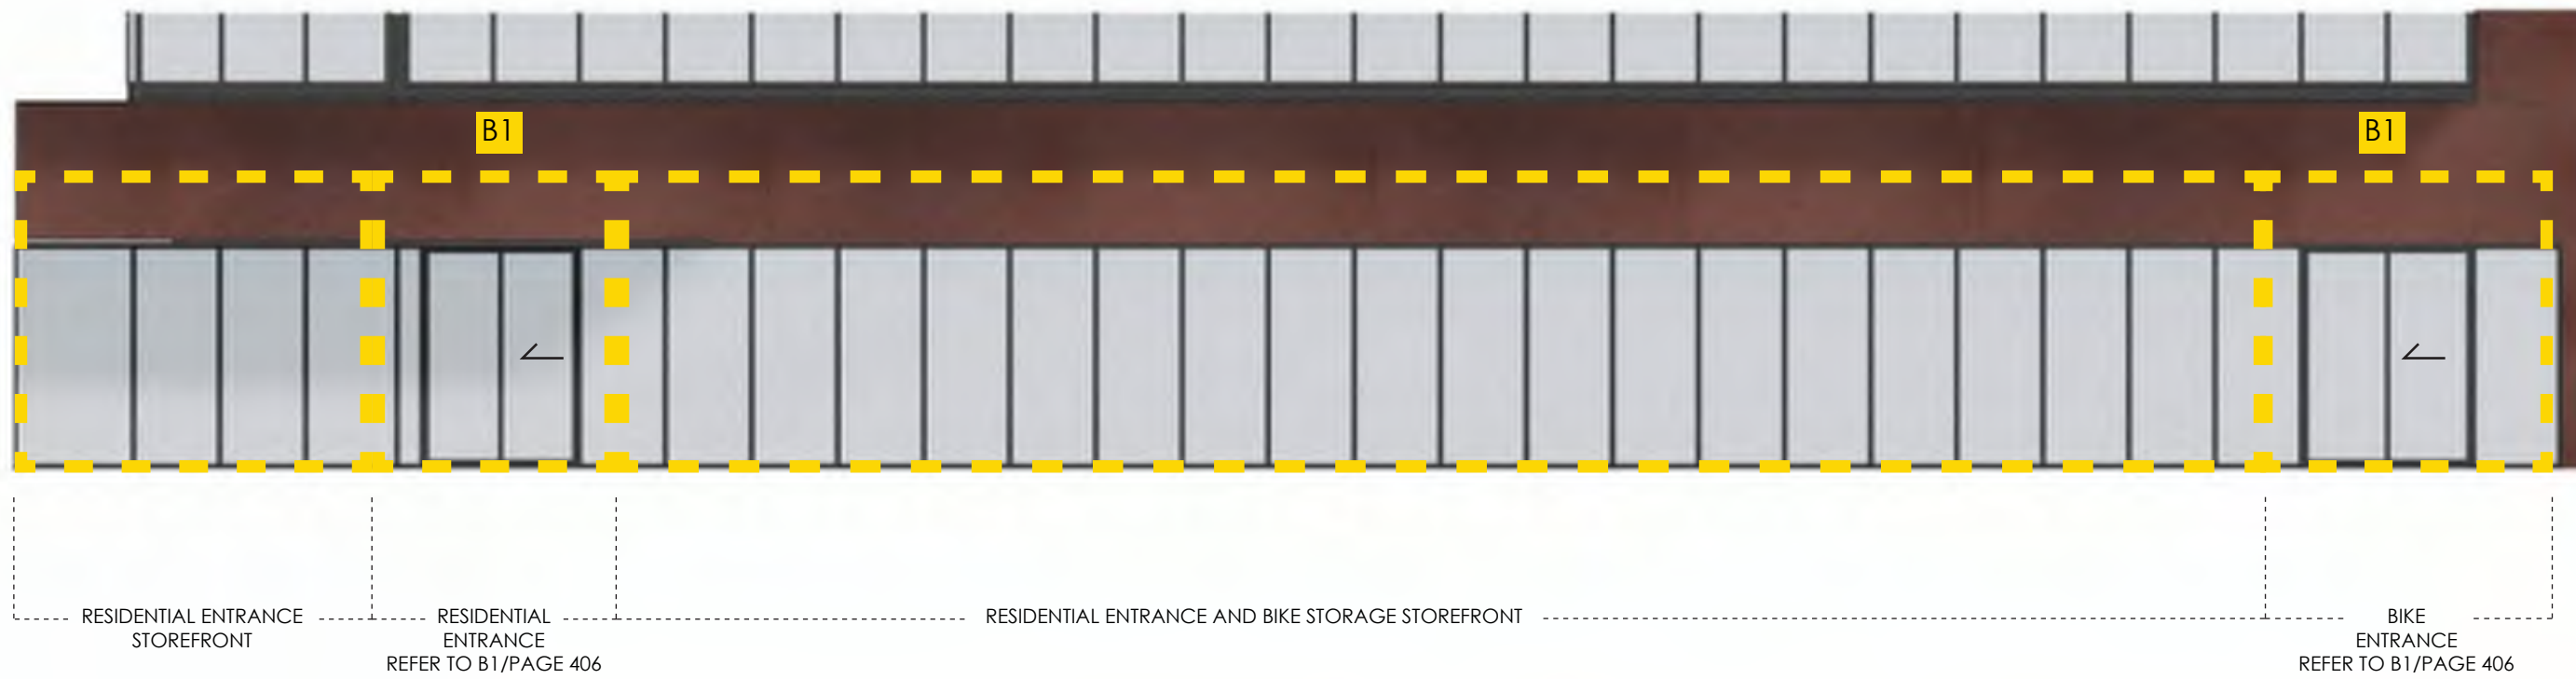 B1
B1
RESIDENTIAL ENTRANCE
STOREFRONT
RESIDENTIAL
ENTRANCE
REFER TO B1/PAGE 406
RESIDENTIAL ENTRANCE AND BIKE STORAGE STOREFRONT
BIKE
ENTRANCE
REFER TO B1/PAGE 406